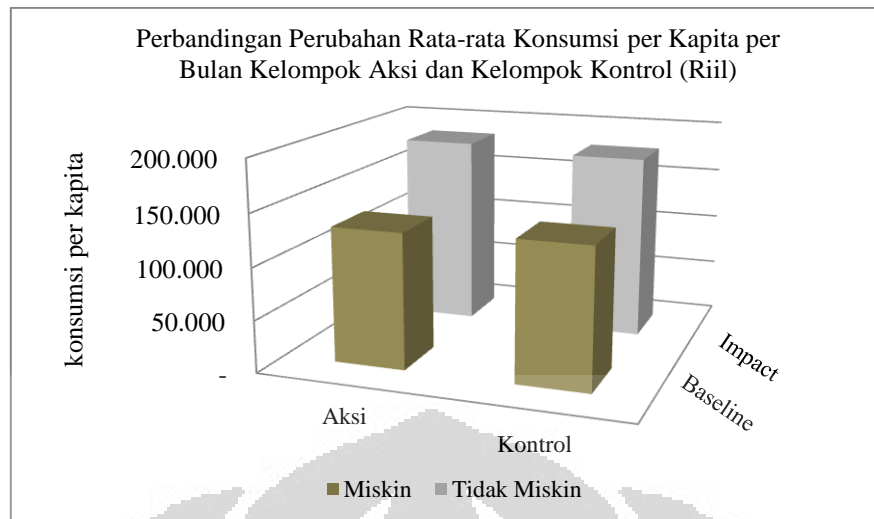 Perbandingan Perubahan Rata-rata Konsumsi per Kapita per
Bulan Kelompok Aksi dan Kelompok Kontrol (Riil)
konsumsi per kapita
200.000
150.000
100.000
50.000
-
Aksi
Kontrol
Baseline
Impact
Miskin
Tidak Miskin